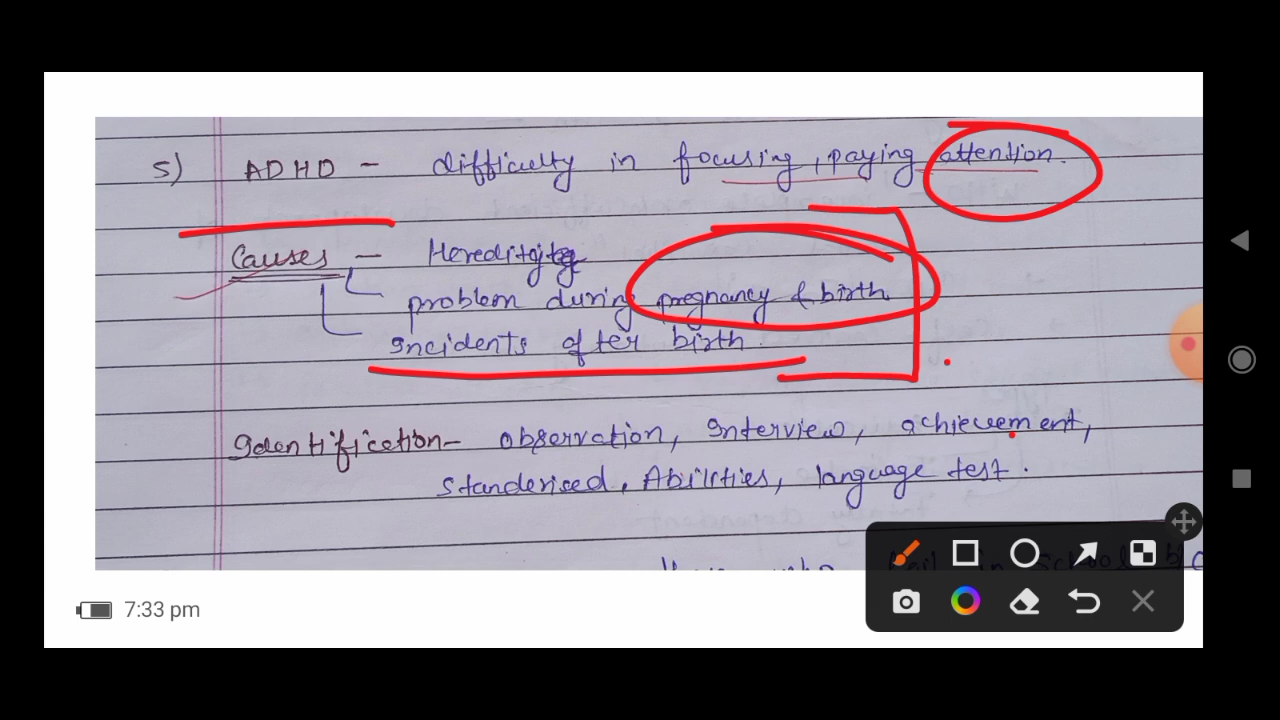 5) ADHD - difficulty in focusing, paying attention.
Causes -
problem during pregnancy & birth.
incidents after birth.
Identification - observation, Interview, achievement,
Standerised, Abilities, language test.
7:33 pm